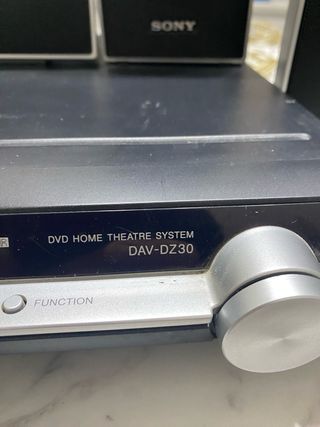 SONY
DVD HOME THEATRE SYSTEM
DAV-DZ30
FUNCTION